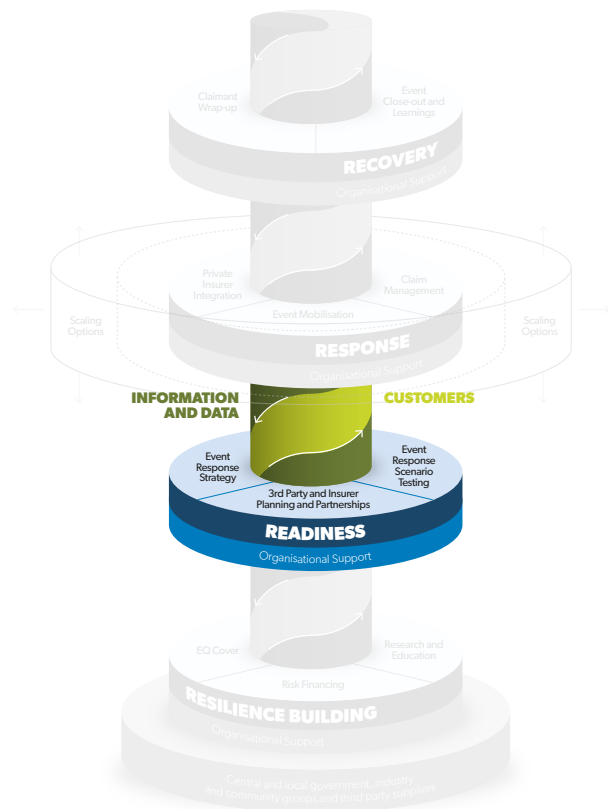 Claimant
Wrap-up
Event
Close-out and
Learnings
RECOVERY
Organisational Support
Private
Insurer
Integration
Claim
Management
Event Mobilisation
Scaling
Options
Scaling
Options
RESPONSE
Organisational Support
INFORMATION
AND DATA
CUSTOMERS
Event
Response
Strategy
Event
Response
Scenario
Testing
3rd Party and Insurer
Planning and Partnerships
READINESS
Organisational Support
EQ Cover
Research and
Education
Risk Financing
RESILIENCE BUILDING
Organisational Support
Central and local government, industry
and community groups and third party suppliers